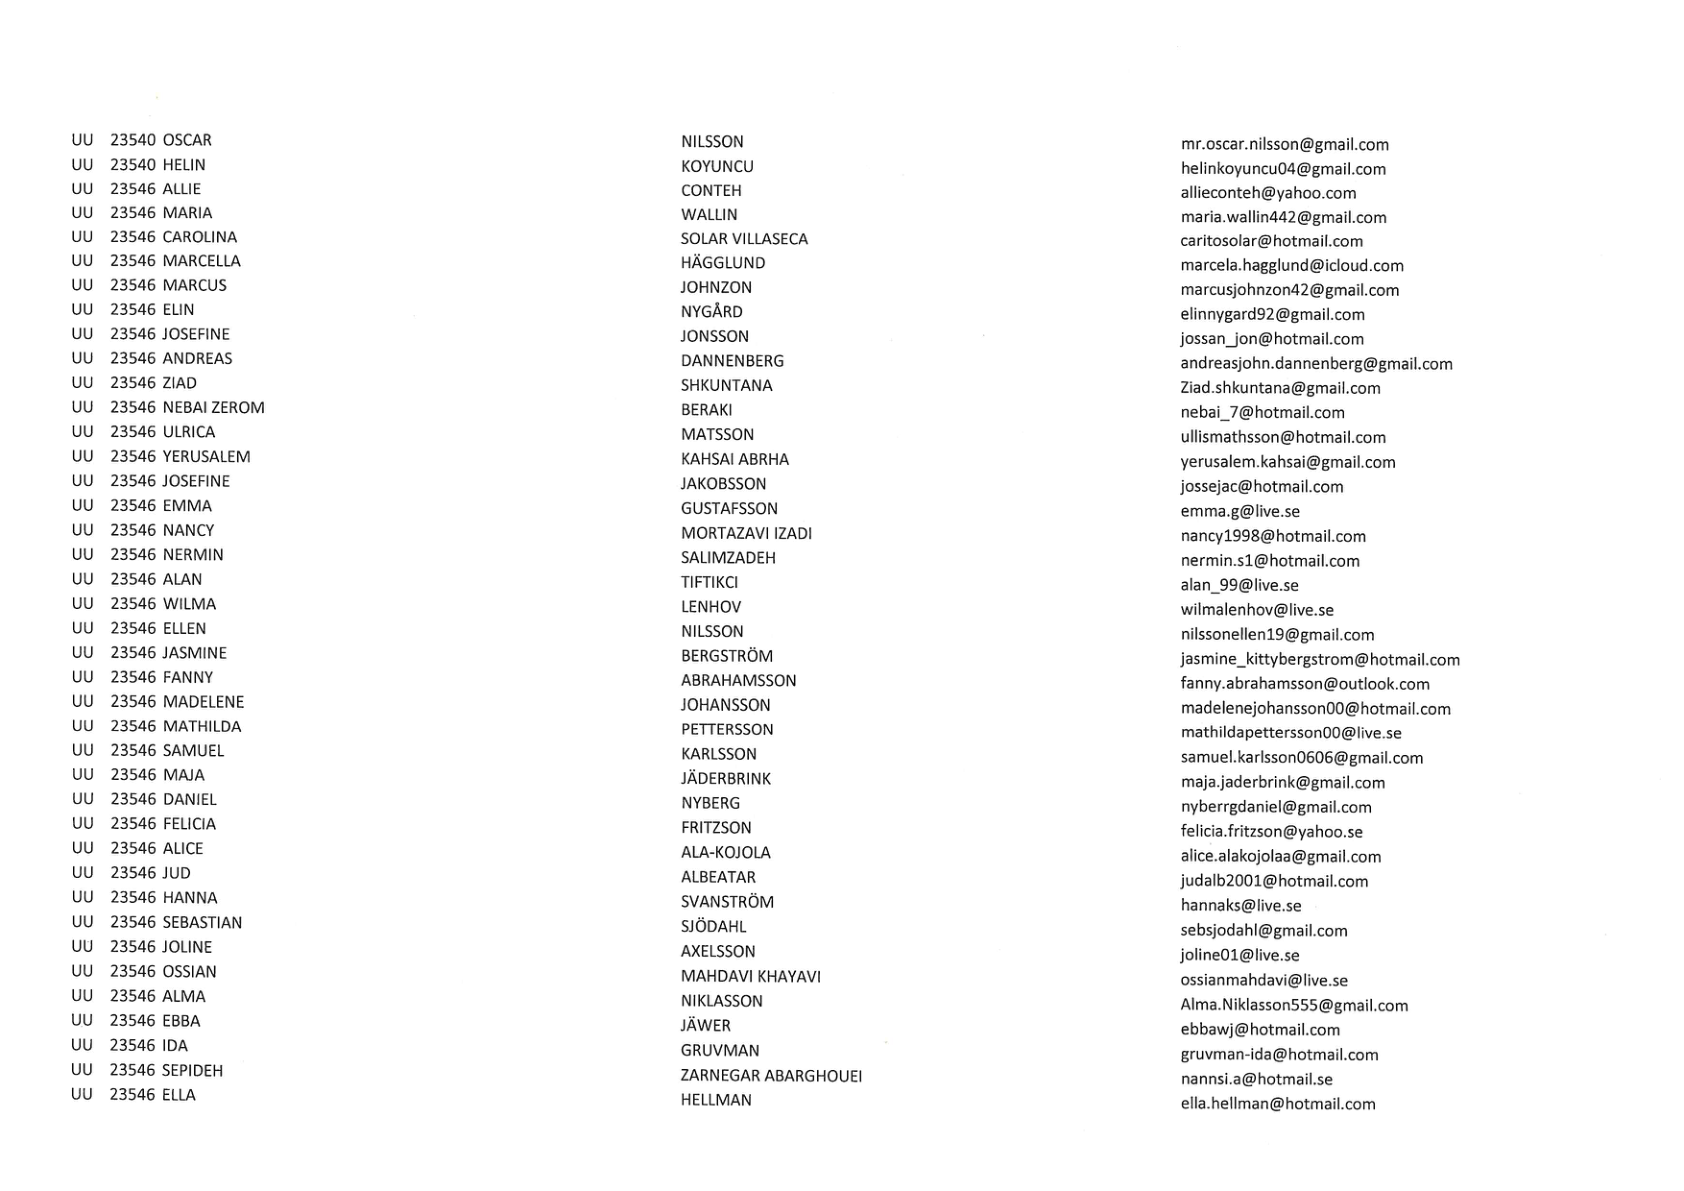 UU 23540 OSCAR NILSSON mr.oscar.nilsson@gmail.com
UU 23540 HELIN KOYUNCU helinkoyuncu04@gmail.com
UU 23546 ALLIE CONTEH allieconteh@yahoo.com
UU 23546 MARIA WALLIN maria.wallin442@gmail.com
UU 23546 CAROLINA SOLAR VILLASECA caritosolar@hotmail.com
UU 23546 MARCELLA HÄGGLUND marcela.hagglund@icloud.com
UU 23546 MARCUS JOHNZON marcusjohnzon42@gmail.com
UU 23546 ELIN NYGÅRD elinnygard92@gmail.com
UU 23546 JOSEFINE JONSSON jossan_jon@hotmail.com
UU 23546 ANDREAS DANNENBERG andreasjohn.dannenberg@gmail.com
UU 23546 ZIAD SHKUNTANA Ziad.shkuntana@gmail.com
UU 23546 NEBAI ZEROM BERAKI nebai_7@hotmail.com
UU 23546 ULRICA MATSSON ullismathsson@hotmail.com
UU 23546 YERUSALEM KAHSAI ABRHA yerusalem.kahsai@gmail.com
UU 23546 JOSEFINE JAKOBSSON jossejac@hotmail.com
UU 23546 EMMA GUSTAFSSON emma.g@live.se
UU 23546 NANCY MORTAZAVI IZADI nancy1998@hotmail.com
UU 23546 NERMIN SALIMZADEH nermin.s1@hotmail.com
UU 23546 ALAN TIFTIKCI alan_99@live.se
UU 23546 WILMA LENHOV wilmalenhov@live.se
UU 23546 ELLEN NILSSON nilssonellen19@gmail.com
UU 23546 JASMINE BERGSTRÖM jasmine_kittybergstrom@hotmail.com
UU 23546 FANNY ABRAHAMSSON fanny.abrahamsson@outlook.com
UU 23546 MADELENE JOHANSSON madelenejohansson00@hotmail.com
UU 23546 MATHILDA PETTERSSON mathildapettersson00@live.se
UU 23546 SAMUEL KARLSSON samuel.karlsson0606@gmail.com
UU 23546 MAJA JÄDERBRINK maja.jaderbrink@gmail.com
UU 23546 DANIEL NYBERG nyberrgdaniel@gmail.com
UU 23546 FELICIA FRITZSON felicia.fritzson@yahoo.se
UU 23546 ALICE ALA-KOJOLA alice.alakojolaa@gmail.com
UU 23546 JUD ALBEATAR judalb2001@hotmail.com
UU 23546 HANNA SVANSTRÖM hannaks@live.se
UU 23546 SEBASTIAN SJÖDAHL sebsjodahl@gmail.com
UU 23546 JOLINE AXELSSON joline01@live.se
UU 23546 OSSIAN MAHDAVI KHAYAVI ossianmahdavi@live.se
UU 23546 ALMA NIKLASSON Alma.Niklasson555@gmail.com
UU 23546 EBBA JÄWER ebbawj@hotmail.com
UU 23546 IDA GRUVMAN gruvman-ida@hotmail.com
UU 23546 SEPIDEH ZARNEGAR ABARGHOUEI nannsi.a@hotmail.se
UU 23546 ELLA HELLMAN ella.hellman@hotmail.com